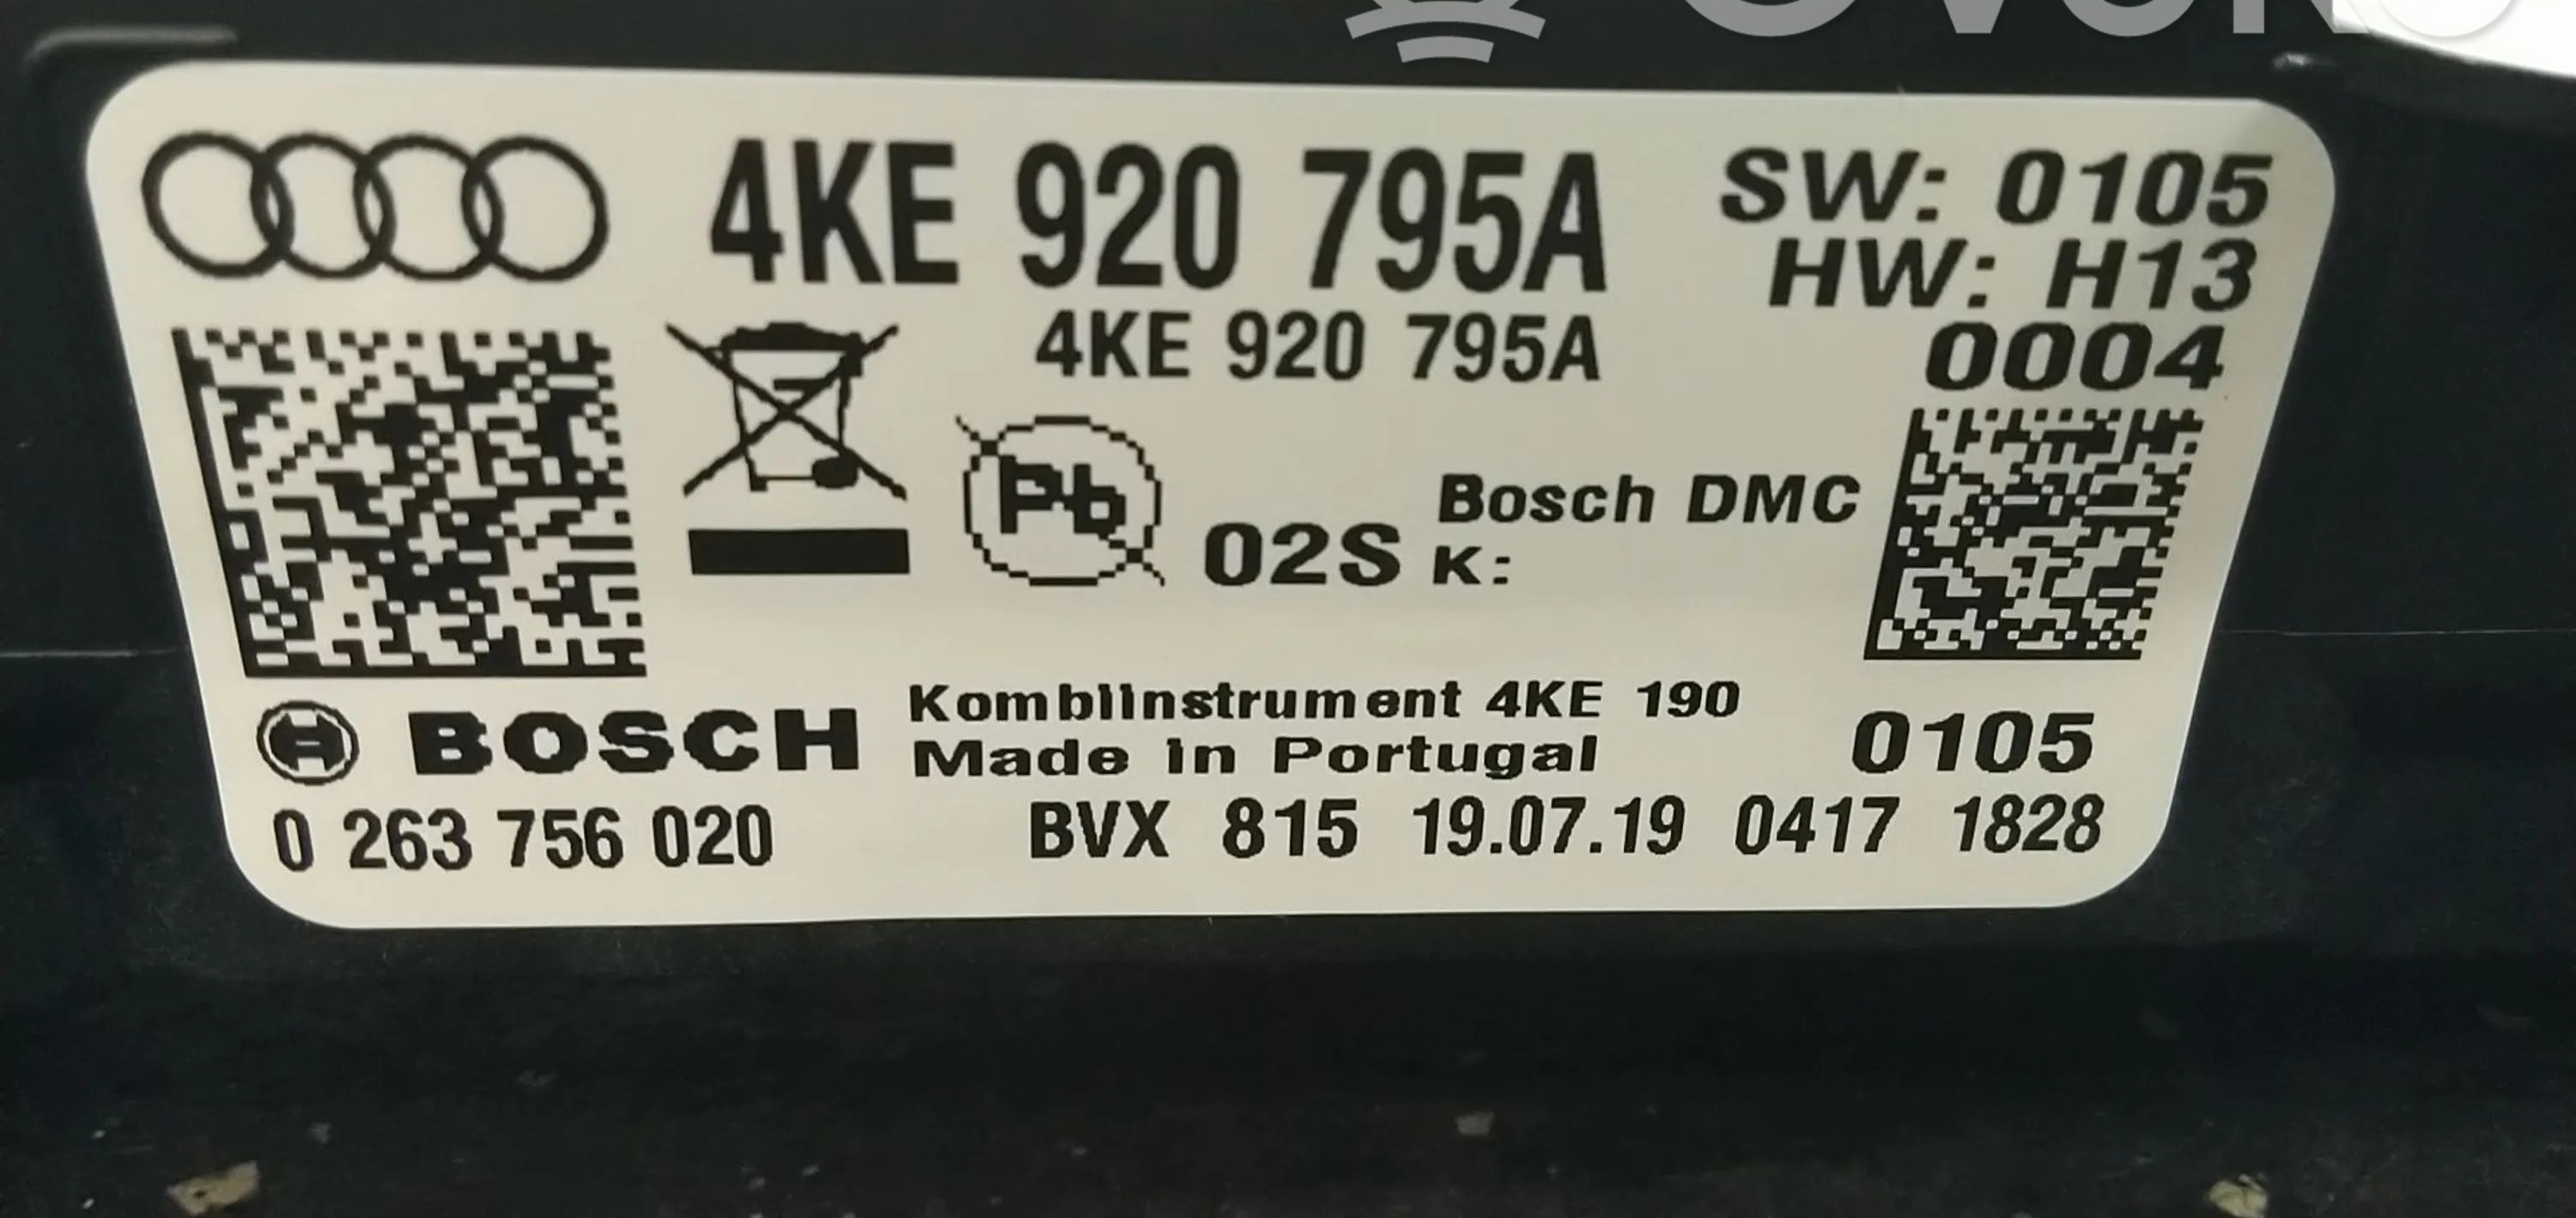 4KE 920 795A
SW: 0105
HW: H13
4KE 920 795A
0004
Pb
02S
Bosch DMC
K:
BOSCH
Kombiinstrument 4KE 190
Made in Portugal
0105
0 263 756 020
BVX 815 19.07.19 0417 1828